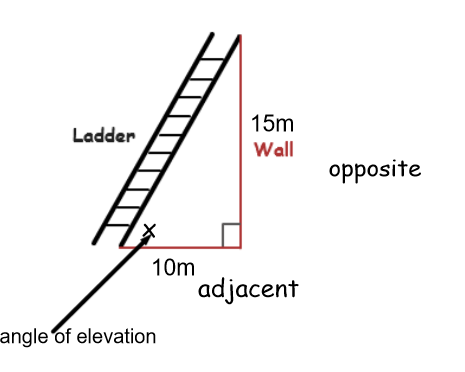 15m
Ladder
Wall
opposite
x
10m
adjacent
angle of elevation